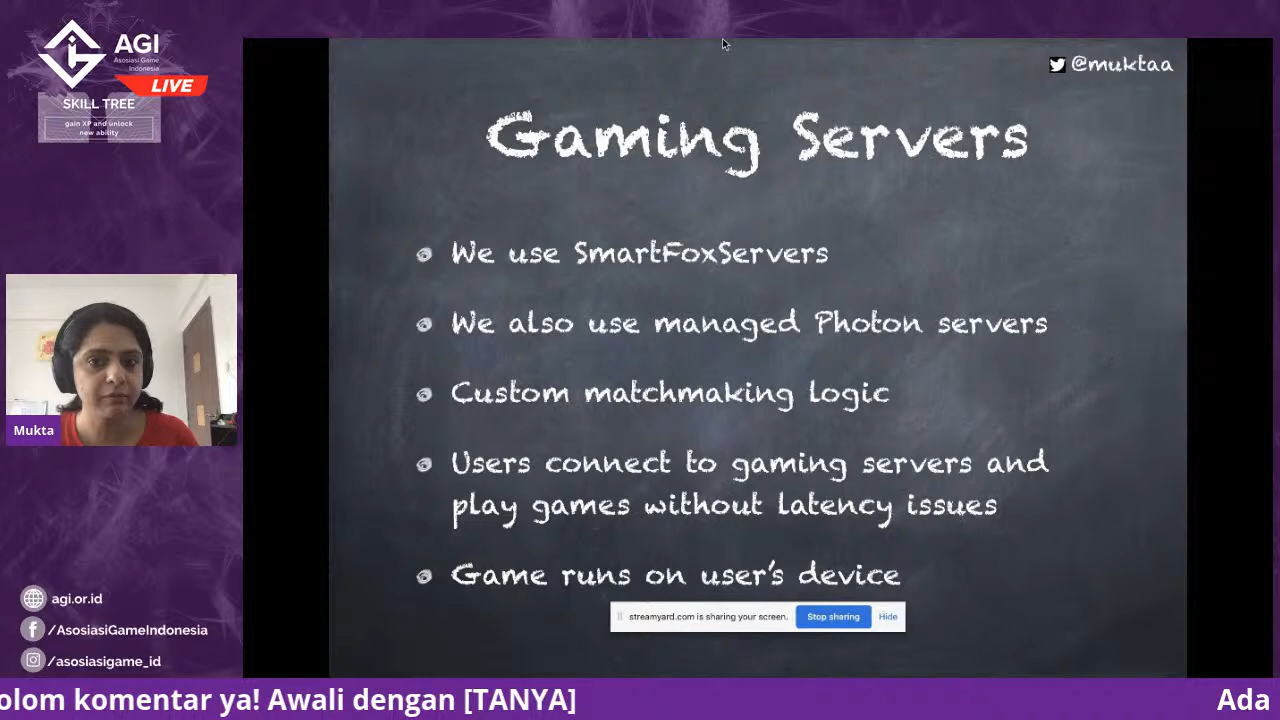 AGI
Asosiasi Game
Indonesia
LIVE
SKILL TREE
gain XP and unlock
new ability
@muktaa
Gaming Servers
We use SmartFoxServers
We also use managed Photon servers
Custom matchmaking logic
Users connect to gaming servers and
play games without latency issues
Game runs on user's device
streamyard.com is sharing your screen. Stop sharing Hide
Mukta
agi.or.id
/AsosiasiGameIndonesia
/asosiasigame_id
olom komentar ya! Awali dengan [TANYA] Ada